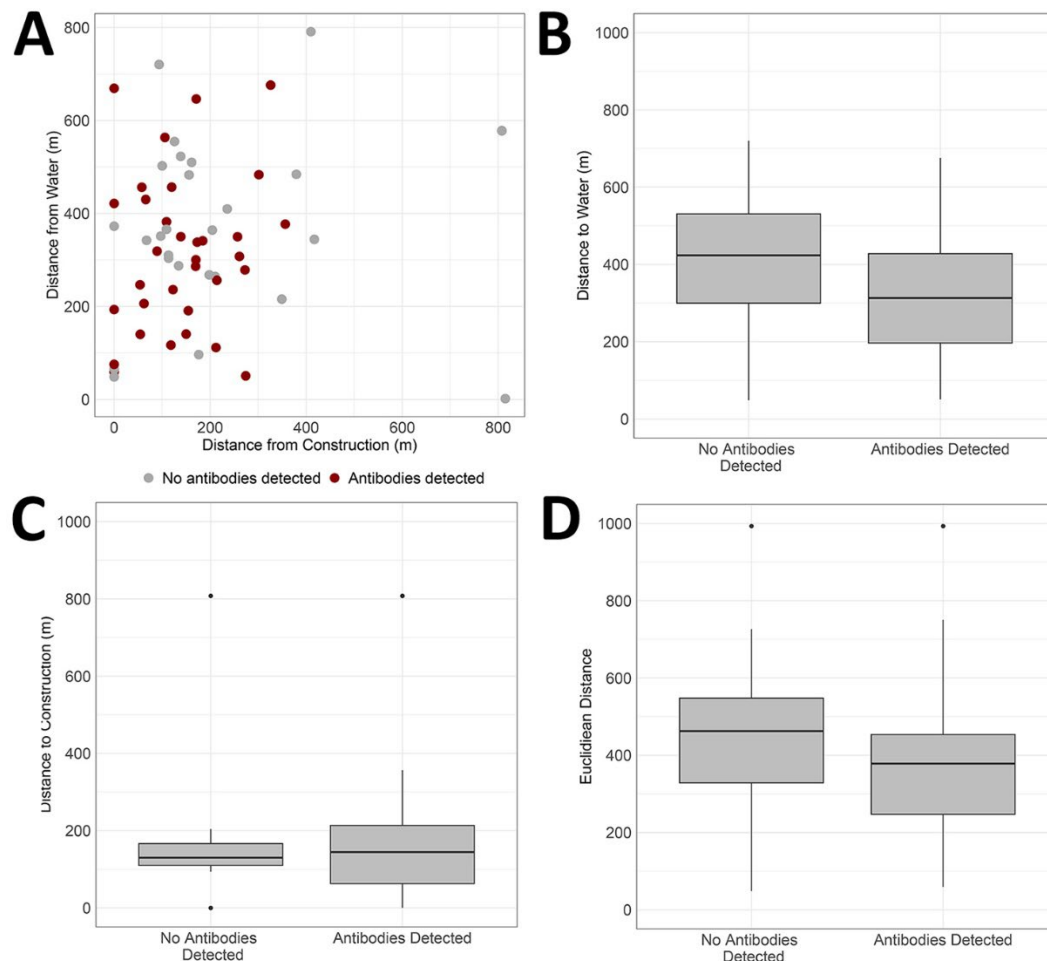 A
Distance from Water (m)
800
600
400
200
0
0 200 400 600 800
Distance from Construction (m)
No antibodies detected Antibodies detected
B
Distance to Water (m)
1000
800
600
400
200
0
No Antibodies
Detected
Antibodies Detected
C
Distance to Construction (m)
1000
800
600
400
200
0
No Antibodies
Detected
Antibodies Detected
D
Euclidiean Distance
1000
800
600
400
200
0
No Antibodies
Detected
Antibodies Detected